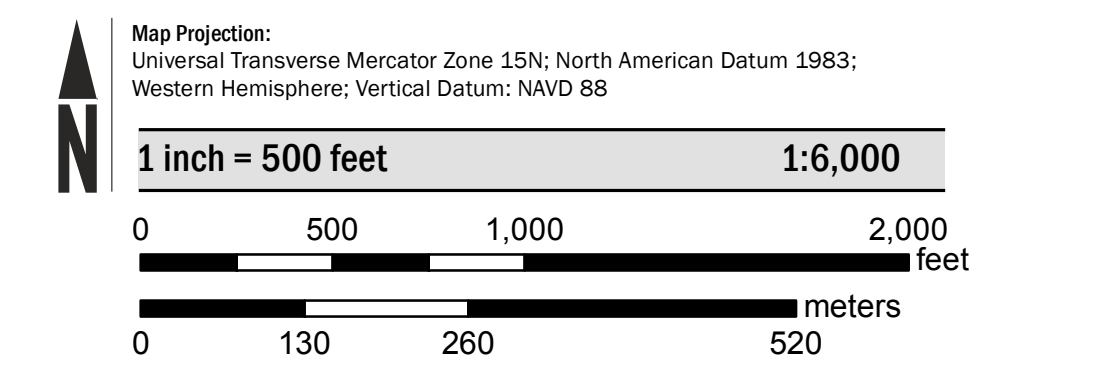 Map Projection:
Universal Transverse Mercator Zone 15N; North American Datum 1983;
Western Hemisphere; Vertical Datum: NAVD 88
N
1 inch = 500 feet 1:6,000
0 500 1,000 2,000
feet
meters
0 130 260 520